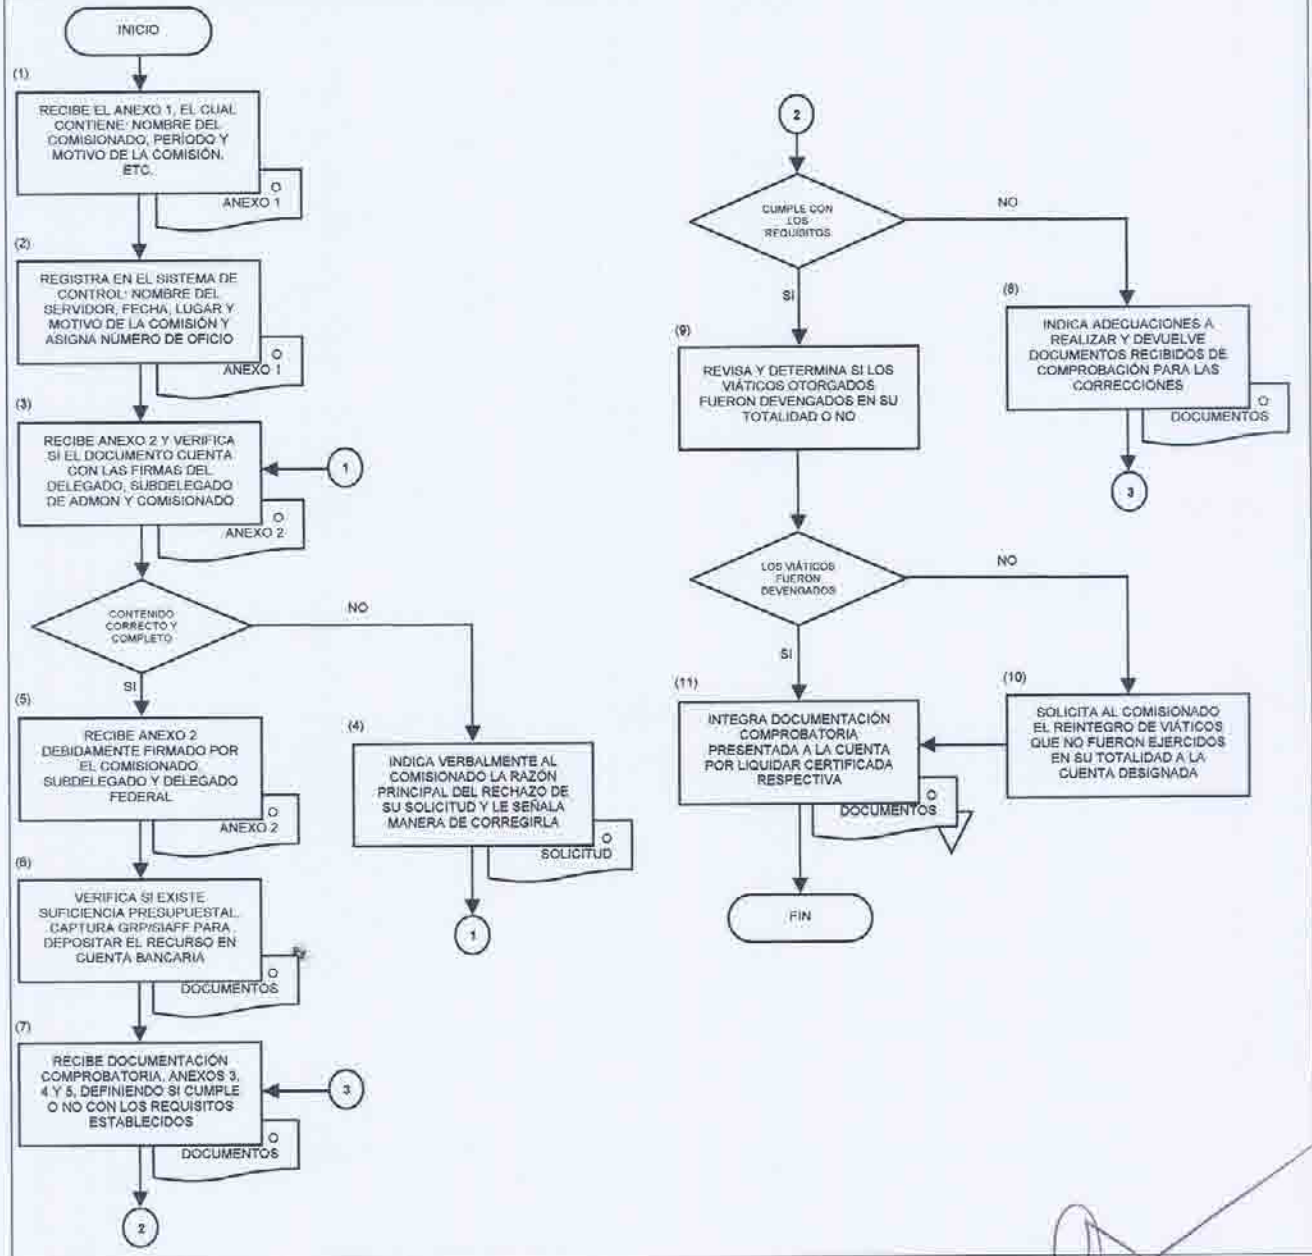 INICIO
(1)
RECIBE EL ANEXO 1, EL CUAL
CONTIENE: NOMBRE DEL
COMISIONADO, PERÍODO Y
MOTIVO DE LA COMISIÓN,
ETC.
O
ANEXO 1
(2)
REGISTRA EN EL SISTEMA DE
CONTROL: NOMBRE DEL
SERVIDOR, FECHA, LUGAR Y
MOTIVO DE LA COMISIÓN Y
ASIGNA NÚMERO DE OFICIO
O
ANEXO 1
(3)
RECIBE ANEXO 2 Y VERIFICA
SI EL DOCUMENTO CUENTA
CON LAS FIRMAS DEL
DELEGADO, SUBDELEGADO
DE ADMON Y COMISIONADO
1
O
ANEXO 2
CONTENIDO
CORRECTO Y
COMPLETO
NO
SI
(5)
RECIBE ANEXO 2
DEBIDAMENTE FIRMADO POR
EL COMISIONADO,
SUBDELEGADO Y DELEGADO
FEDERAL
O
ANEXO 2
(4)
INDICA VERBALMENTE AL
COMISIONADO LA RAZÓN
PRINCIPAL DEL RECHAZO DE
SU SOLICITUD Y LE SEÑALA
MANERA DE CORREGIRLA
O
SOLICITUD
1
(6)
VERIFICA SI EXISTE
SUFICIENCIA PRESUPUESTAL,
CAPTURA GRP/SIAFF PARA
DEPOSITAR EL RECURSO EN
CUENTA BANCARIA
O
DOCUMENTOS
(7)
RECIBE DOCUMENTACIÓN
COMPROBATORIA, ANEXOS 3,
4 Y 5, DEFINIENDO SI CUMPLE
O NO CON LOS REQUISITOS
ESTABLECIDOS
3
O
DOCUMENTOS
2
2
CUMPLE CON
LOS
REQUISITOS
NO
SI
(8)
INDICA ADECUACIONES A
REALIZAR Y DEVUELVE
DOCUMENTOS RECIBIDOS DE
COMPROBACIÓN PARA LAS
CORRECCIONES
O
DOCUMENTOS
3
(9)
REVISA Y DETERMINA SI LOS
VIÁTICOS OTORGADOS
FUERON DEVENGADOS EN SU
TOTALIDAD O NO
LOS VIÁTICOS
FUERON
DEVENGADOS
NO
SI
(10)
SOLICITA AL COMISIONADO
EL REINTEGRO DE VIÁTICOS
QUE NO FUERON EJERCIDOS
EN SU TOTALIDAD A LA
CUENTA DESIGNADA
(11)
INTEGRA DOCUMENTACIÓN
COMPROBATORIA
PRESENTADA A LA CUENTA
POR LIQUIDAR CERTIFICADA
RESPECTIVA
O
DOCUMENTOS
FIN